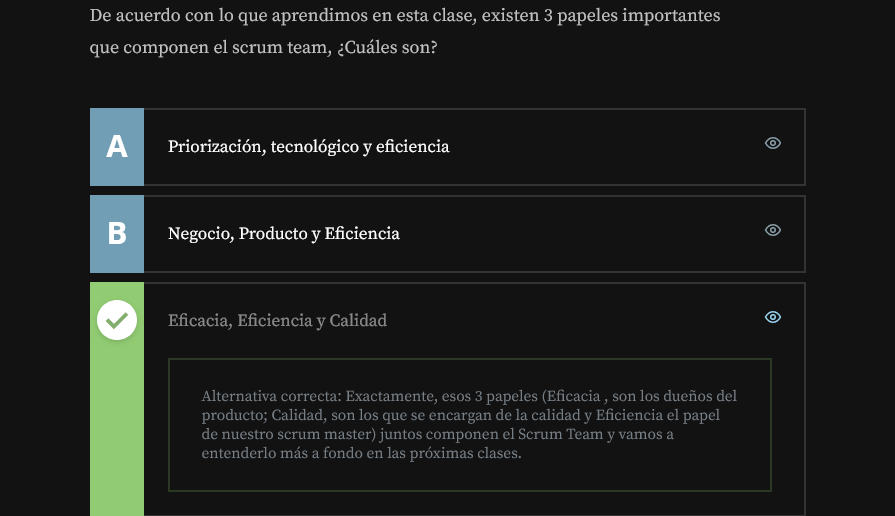 De acuerdo con lo que aprendimos en esta clase, existen 3 papeles importantes
que componen el scrum team, ¿Cuáles son?
A Priorización, tecnológico y eficiencia
B Negocio, Producto y Eficiencia
Eficacia, Eficiencia y Calidad
Alternativa correcta: Exactamente, esos 3 papeles (Eficacia , son los dueños del
producto; Calidad, son los que se encargan de la calidad y Eficiencia el papel
de nuestro scrum master) juntos componen el Scrum Team y vamos a
entenderlo más a fondo en las próximas clases.